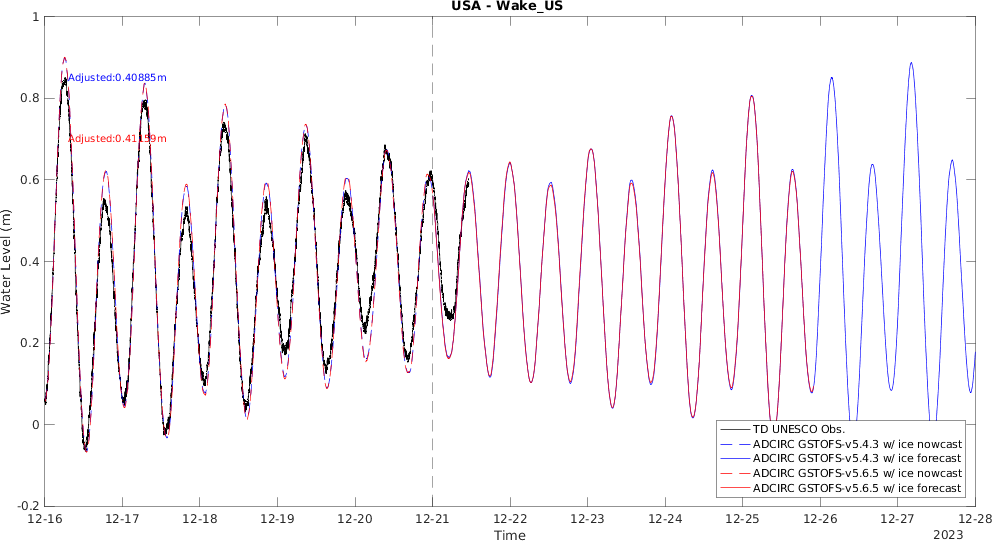 USA - Wake_US
Water Level (m)
1
0.8
0.6
0.4
0.2
0
-0.2
Adjusted:0.40885m
Adjusted:0.41159m
TD UNESCO Obs.
ADCIRC GSTOFS-v5.4.3 w/ ice nowcast
ADCIRC GSTOFS-v5.4.3 w/ ice forecast
ADCIRC GSTOFS-v5.6.5 w/ ice nowcast
ADCIRC GSTOFS-v5.6.5 w/ ice forecast
12-16 12-17 12-18 12-19 12-20 12-21 12-22 12-23 12-24 12-25 12-26 12-27 12-28
Time
2023